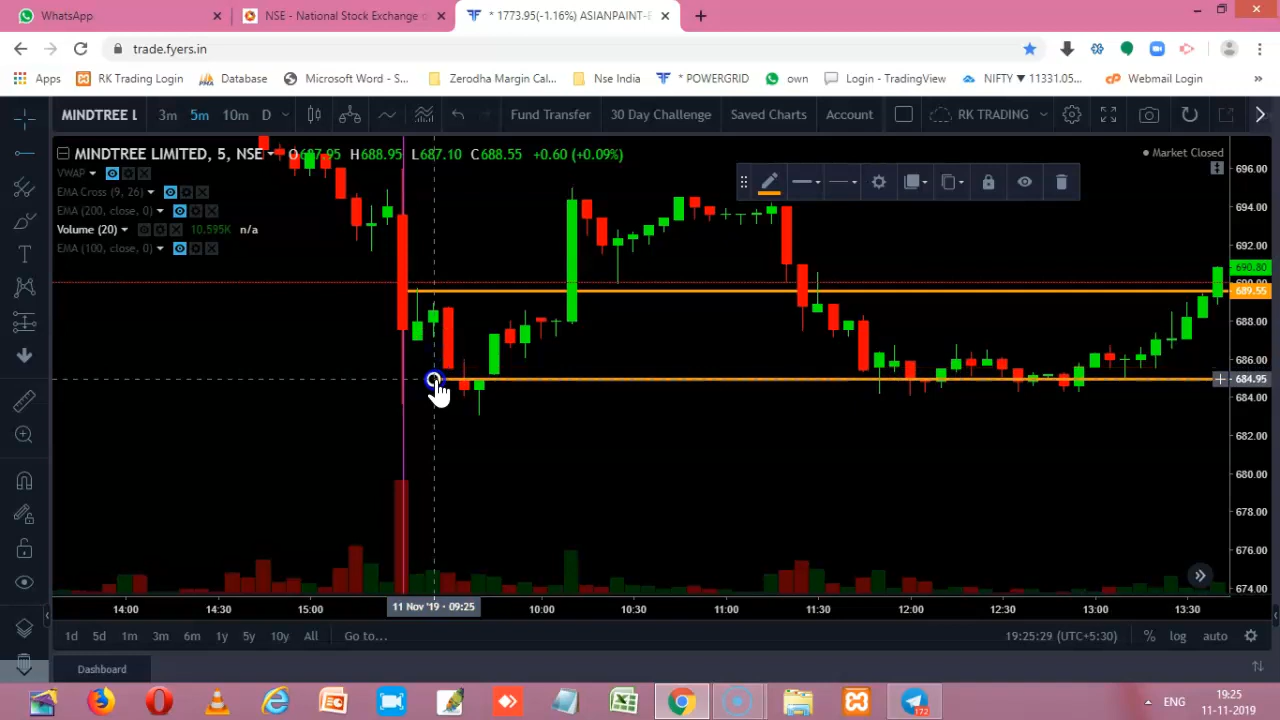 WhatsApp
NSE - National Stock Exchange o
* 1773.95(-1.16%) ASIANPAINT-E
trade.fyers.in
Apps
RK Trading Login
Database
Microsoft Word - S...
Zerodha Margin Cal...
Nse India
* POWERGRID
own
Login - TradingView
NIFTY ▼ 11331.05...
Webmail Login
»
MINDTREE L
3m
5m
10m
D
Fund Transfer
30 Day Challenge
Saved Charts
Account
RK TRADING
MINDTREE LIMITED, 5, NSE
O687.95 H688.95 L687.10 C688.55 +0.60 (+0.09%)
Market Closed
VWAP
EMA Cross (9, 26)
EMA (200, close, 0)
Volume (20)
10.595K n/a
EMA (100, close, 0)
696.00
694.00
692.00
690.80
689.55
688.00
686.00
684.95
684.00
682.00
680.00
678.00
676.00
674.00
14:00
14:30
15:00
11 Nov '19 · 09:25
10:00
10:30
11:00
11:30
12:00
12:30
13:00
13:30
1d 5d 1m 3m 6m 1y 5y 10y All Go to...
19:25:29 (UTC+5:30) % log auto
Dashboard
172
ENG
19:25
11-11-2019